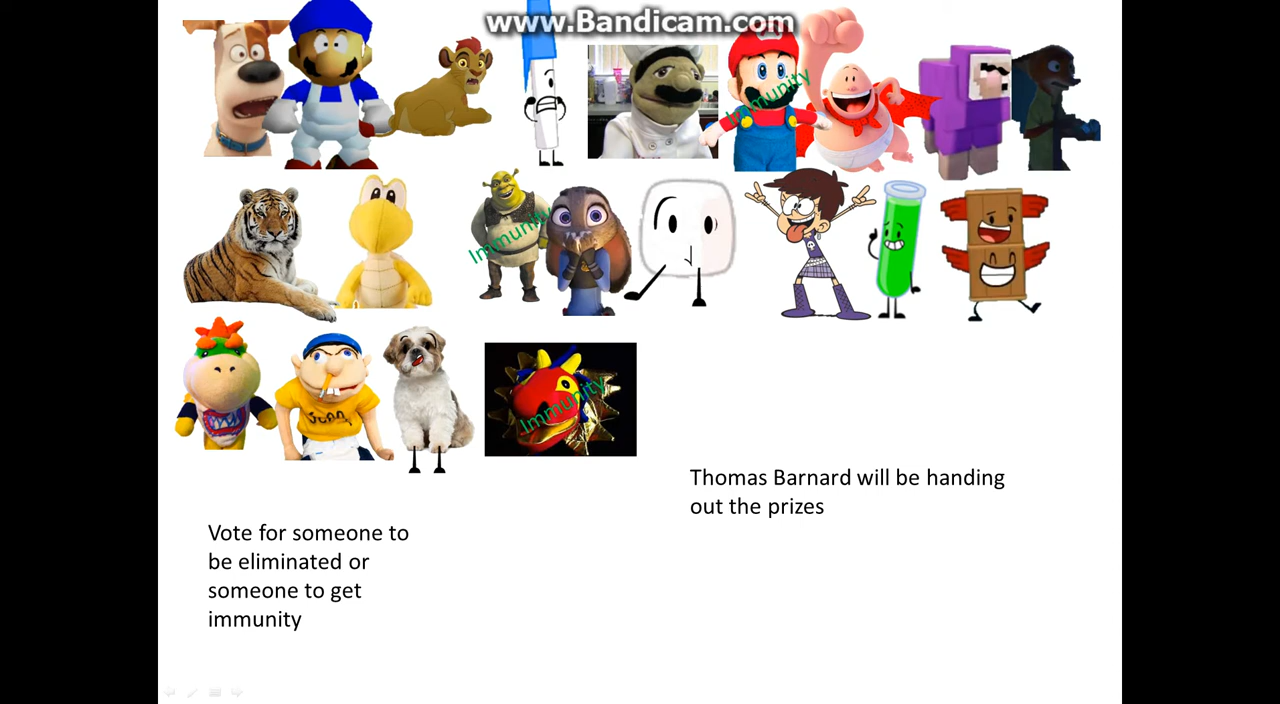 www.Bandicam.com
Immunity
Immunity
Immunity
Thomas Barnard will be handing
out the prizes
Vote for someone to
be eliminated or
someone to get
immunity